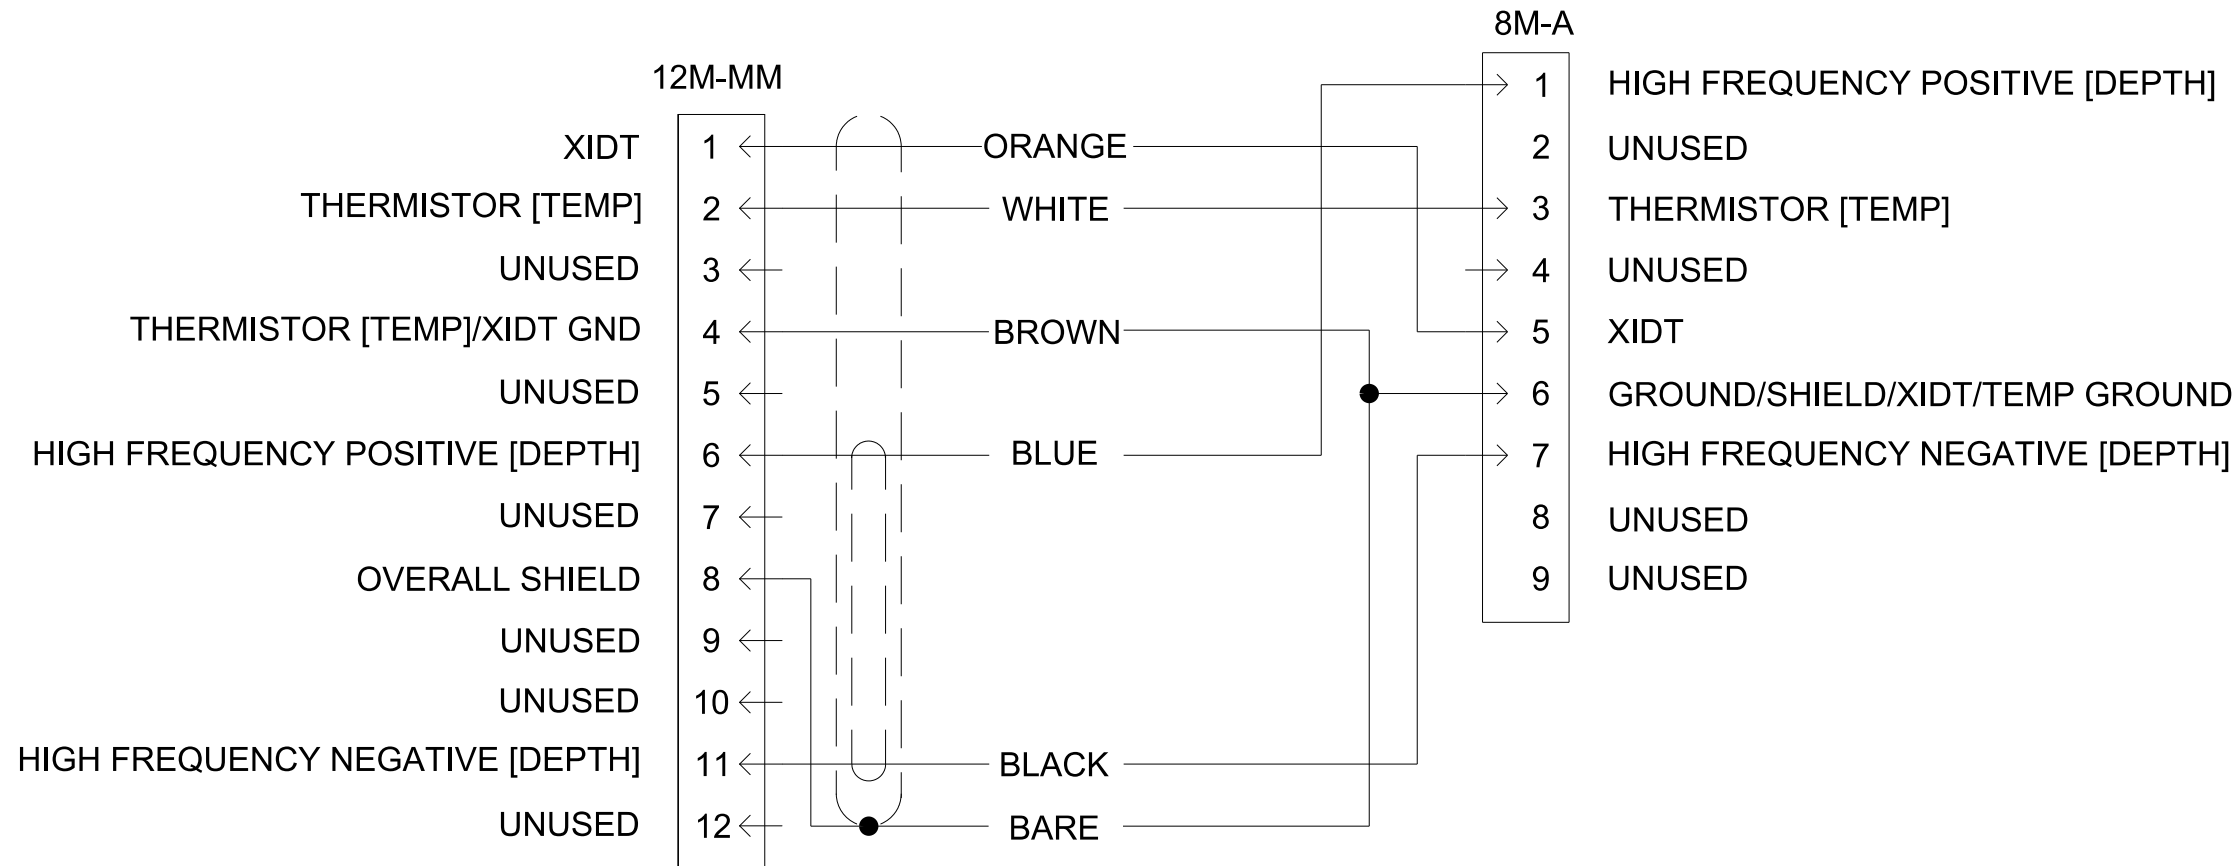 8M-A
12M-MM
1 HIGH FREQUENCY POSITIVE [DEPTH]
XIDT 1 ORANGE 2 UNUSED
THERMISTOR [TEMP] 2 WHITE 3 THERMISTOR [TEMP]
UNUSED 3 4 UNUSED
THERMISTOR [TEMP]/XIDT GND 4 BROWN 5 XIDT
UNUSED 5 6 GROUND/SHIELD/XIDT/TEMP GROUND
HIGH FREQUENCY POSITIVE [DEPTH] 6 BLUE 7 HIGH FREQUENCY NEGATIVE [DEPTH]
UNUSED 7 8 UNUSED
OVERALL SHIELD 8 9 UNUSED
UNUSED 9
UNUSED 10
HIGH FREQUENCY NEGATIVE [DEPTH] 11 BLACK
UNUSED 12 BARE